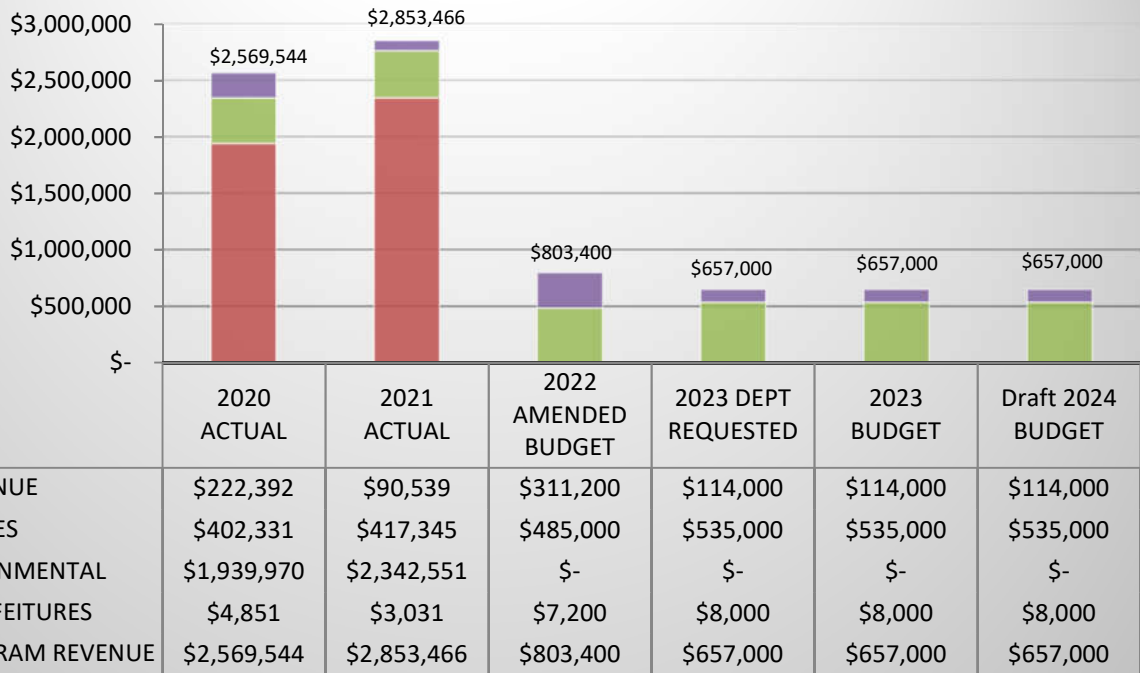 $3,000,000
$2,500,000
$2,000,000
$1,500,000
$1,000,000
$500,000
$-
$2,569,544
$2,853,466
$803,400
$657,000
$657,000
$657,000
2020 ACTUAL
2021 ACTUAL
2022 AMENDED BUDGET
2023 DEPT REQUESTED
2023 BUDGET
Draft 2024 BUDGET
NUE $222,392 $90,539 $311,200 $114,000 $114,000 $114,000
ES $402,331 $417,345 $485,000 $535,000 $535,000 $535,000
NMENTAL $1,939,970 $2,342,551 $- $- $- $-
FEITURES $4,851 $3,031 $7,200 $8,000 $8,000 $8,000
RAM REVENUE $2,569,544 $2,853,466 $803,400 $657,000 $657,000 $657,000